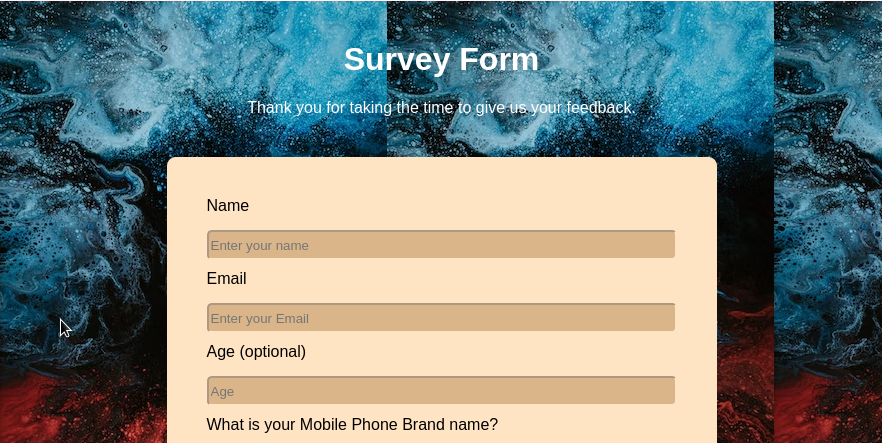 Survey Form
Thank you for taking the time to give us your feedback.
Name
Enter your name
Email
Enter your Email
Age (optional)
Age
What is your Mobile Phone Brand name?